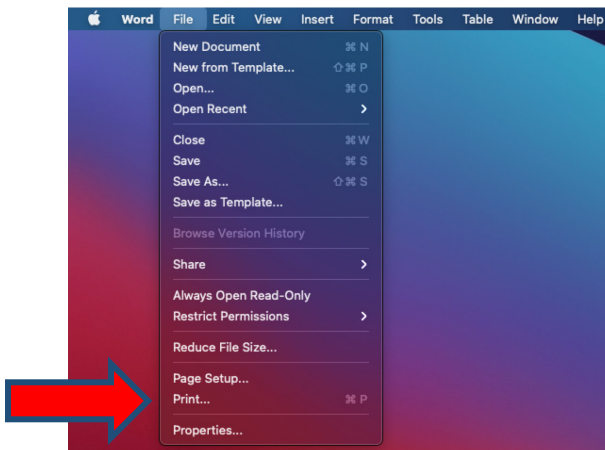 Word File Edit View Insert Format Tools Table Window Help
New Document ⌘ N
New from Template... ⇧ ⌘ P
Open... ⌘ O
Open Recent >
Close ⌘ W
Save ⌘ S
Save As... ⇧ ⌘ S
Save as Template...
Browse Version History
Share >
Always Open Read-Only
Restrict Permissions >
Reduce File Size...
Page Setup...
Print... ⌘ P
Properties...